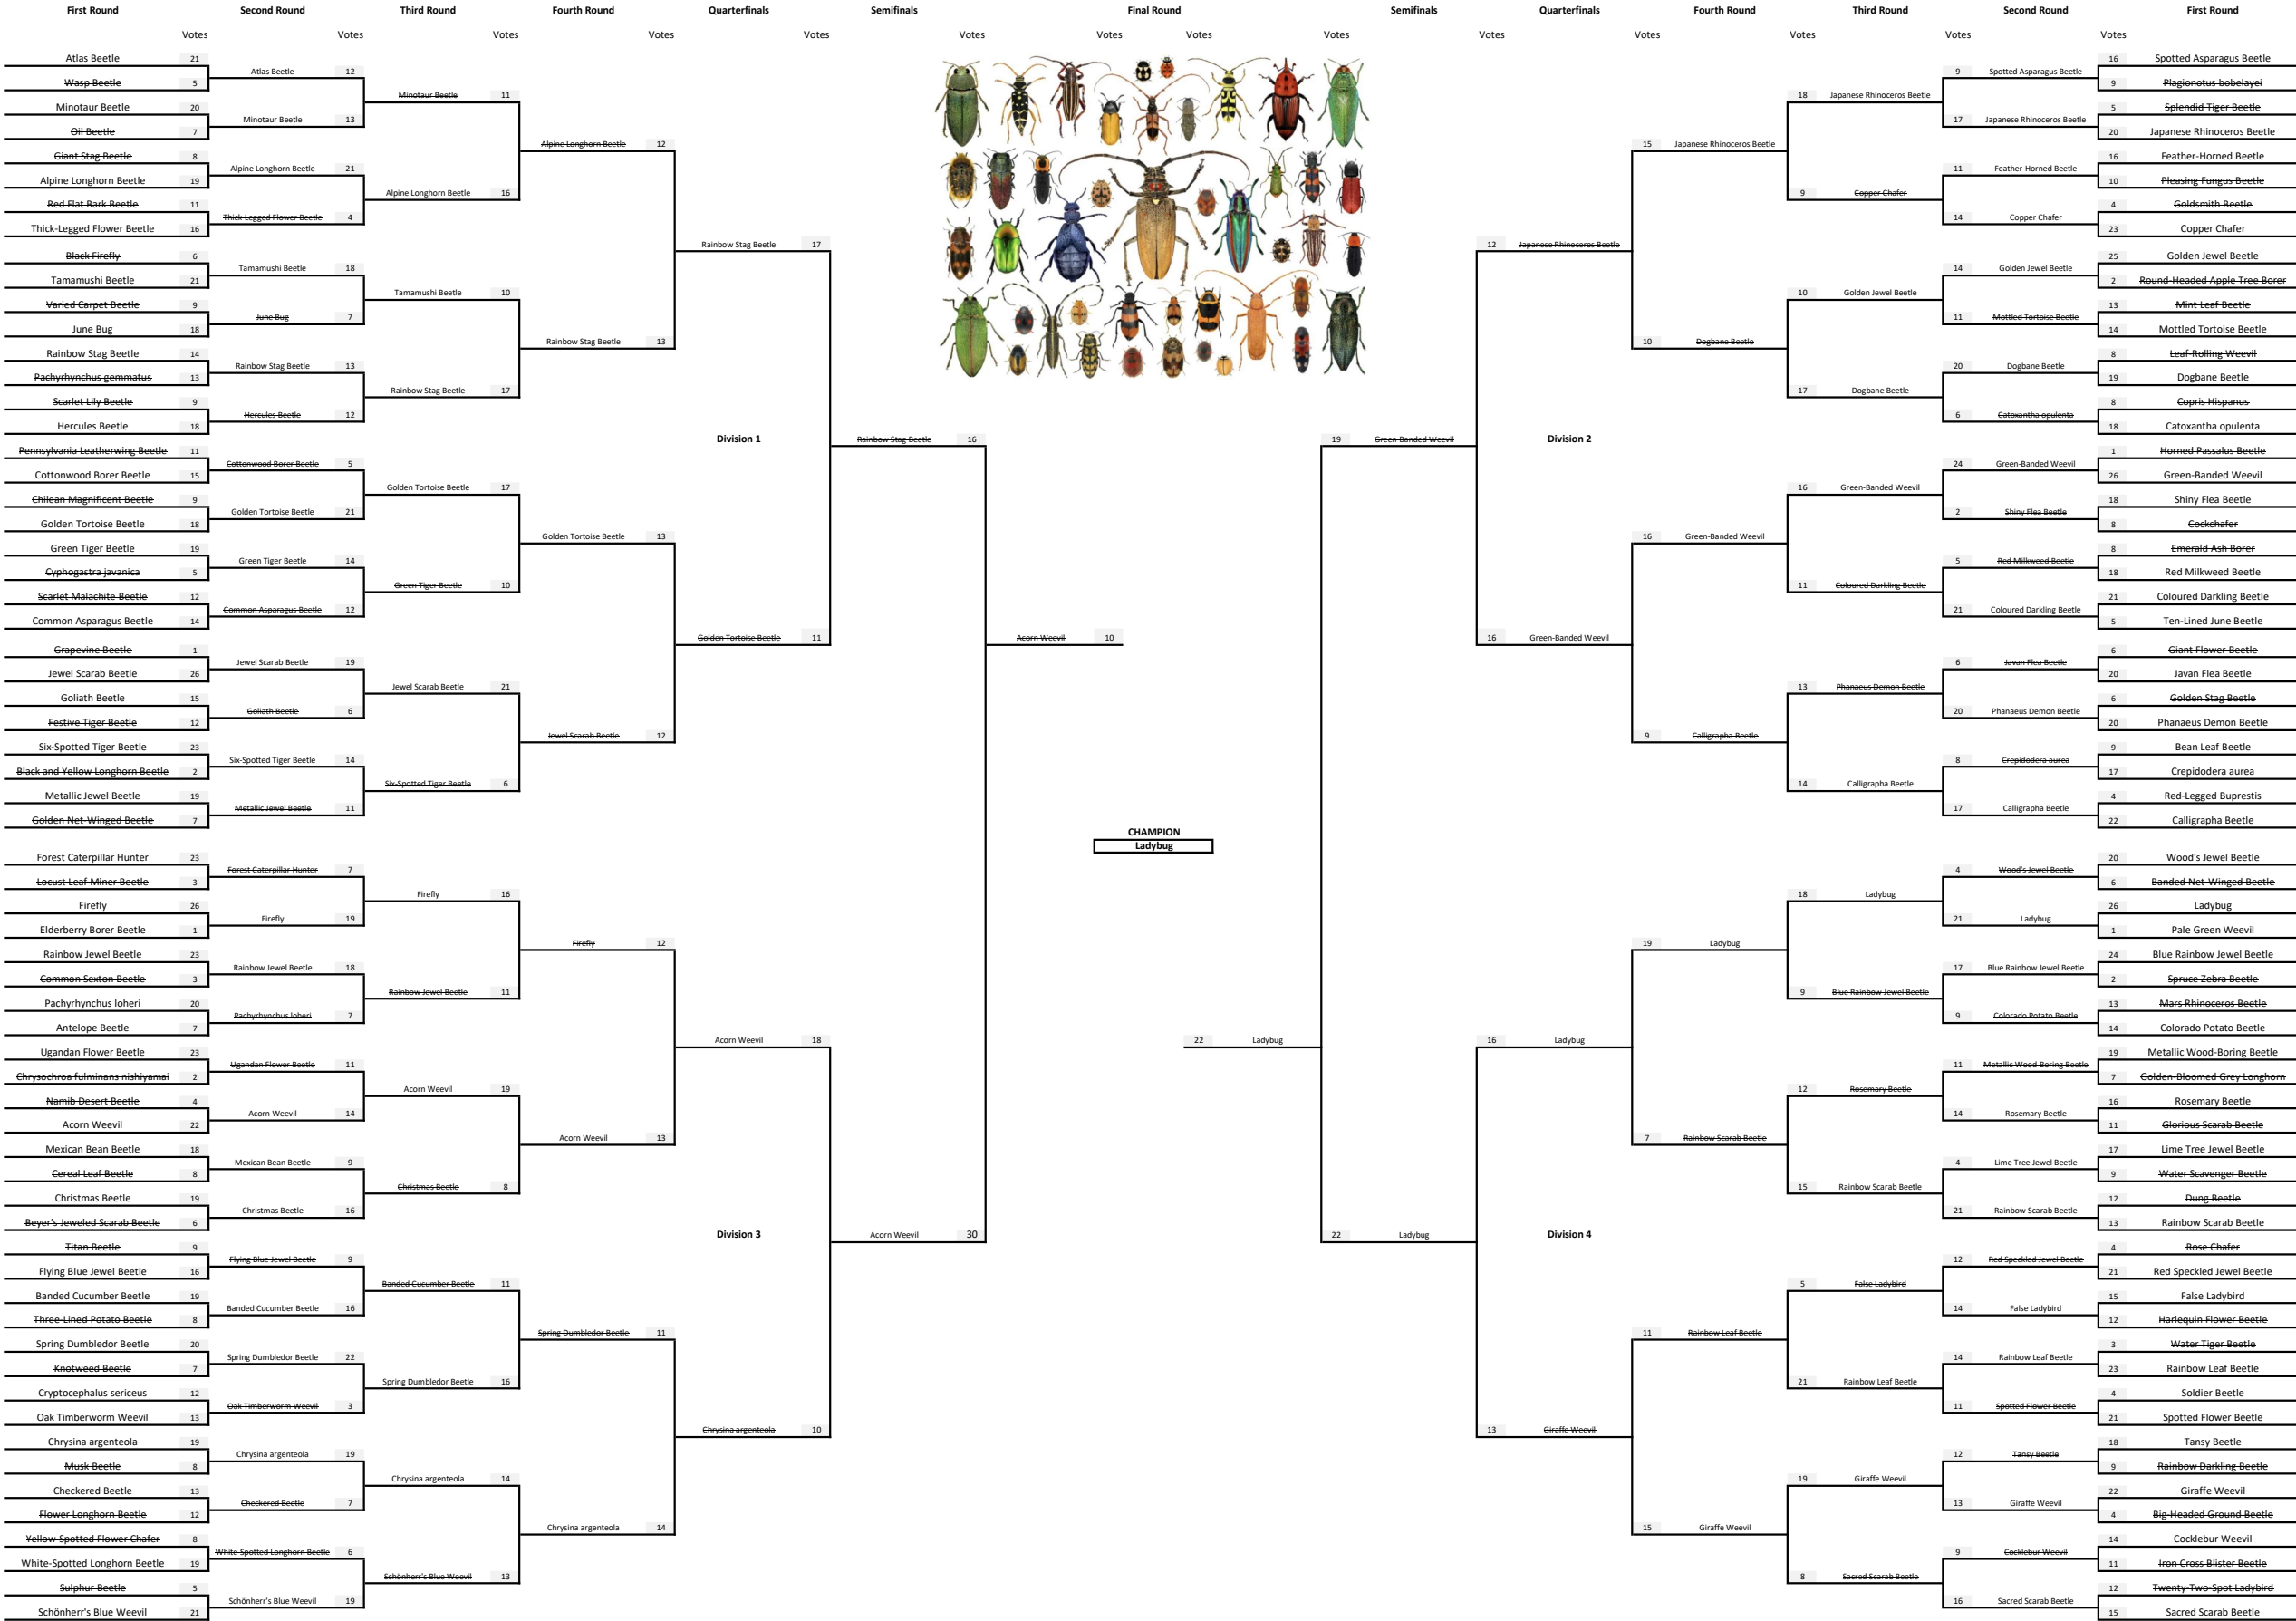 First Round Second Round Third Round Fourth Round Quarterfinals Semifinals Final Round Semifinals Quarterfinals Fourth Round Third Round Second Round First Round
Votes Votes Votes Votes Votes Votes Votes Votes Votes Votes Votes Votes Votes Votes
Atlas Beetle 21
Wasp Beetle 5
Minotaur Beetle 20
Oil Beetle 7
Giant Stag Beetle 8
Alpine Longhorn Beetle 19
Red Flat Bark Beetle 11
Thick-Legged Flower Beetle 16
Black Firefly 6
Tamamushi Beetle 21
Varied Carpet Beetle 9
June Bug 18
Rainbow Stag Beetle 14
Pachyrhynchus gemmatus 13
Scarlet Lily Beetle 9
Hercules Beetle 18
Pennsylvania Leatherwing Beetle 11
Cottonwood Borer Beetle 15
Chilean Magnificent Beetle 9
Golden Tortoise Beetle 18
Green Tiger Beetle 19
Cyphogastra javanica 5
Scarlet Malachite Beetle 12
Common Asparagus Beetle 14
Grapevine Beetle 1
Jewel Scarab Beetle 26
Goliath Beetle 15
Festive Tiger Beetle 12
Six-Spotted Tiger Beetle 23
Black and Yellow Longhorn Beetle 2
Metallic Jewel Beetle 19
Golden Net-Winged Beetle 7
Forest Caterpillar Hunter 23
Locust Leaf Miner Beetle 3
Firefly 26
Elderberry Borer Beetle 1
Rainbow Jewel Beetle 23
Common Sexton Beetle 3
Pachyrhynchus loheri 20
Antelope Beetle 7
Ugandan Flower Beetle 23
Chrysochroa fulminans nishiyamai 2
Namib Desert Beetle 4
Acorn Weevil 22
Mexican Bean Beetle 18
Cereal Leaf Beetle 8
Christmas Beetle 19
Beyer's Jeweled Scarab Beetle 6
Titan Beetle 9
Flying Blue Jewel Beetle 16
Banded Cucumber Beetle 19
Three-Lined Potato Beetle 8
Spring Dumbledor Beetle 20
Knotweed Beetle 7
Cryptocephalus sericeus 12
Oak Timberworm Weevil 13
Chrysina argenteola 19
Musk Beetle 8
Checkered Beetle 13
Flower Longhorn Beetle 12
Yellow-Spotted Flower Chafer 8
White-Spotted Longhorn Beetle 19
Sulphur Beetle 5
Schönherr's Blue Weevil 21
Atlas Beetle 12
Minotaur Beetle 13
Alpine Longhorn Beetle 21
Thick-Legged Flower Beetle 4
Tamamushi Beetle 18
June Bug 7
Rainbow Stag Beetle 13
Hercules Beetle 12
Cottonwood Borer Beetle 5
Golden Tortoise Beetle 21
Green Tiger Beetle 14
Common Asparagus Beetle 12
Jewel Scarab Beetle 19
Goliath Beetle 6
Six-Spotted Tiger Beetle 14
Metallic Jewel Beetle 11
Forest Caterpillar Hunter 7
Firefly 19
Rainbow Jewel Beetle 18
Pachyrhynchus loheri 7
Ugandan Flower Beetle 11
Acorn Weevil 14
Mexican Bean Beetle 9
Christmas Beetle 16
Flying Blue Jewel Beetle 9
Banded Cucumber Beetle 16
Spring Dumbledor Beetle 22
Oak Timberworm Weevil 3
Chrysina argenteola 19
Checkered Beetle 7
White-Spotted Longhorn Beetle 6
Schönherr's Blue Weevil 19
Minotaur Beetle 11
Alpine Longhorn Beetle 16
Tamamushi Beetle 10
Rainbow Stag Beetle 17
Golden Tortoise Beetle 17
Green Tiger Beetle 10
Jewel Scarab Beetle 21
Six-Spotted Tiger Beetle 6
Firefly 16
Rainbow Jewel Beetle 11
Acorn Weevil 19
Christmas Beetle 8
Banded Cucumber Beetle 11
Spring Dumbledor Beetle 16
Chrysina argenteola 14
Schönherr's Blue Weevil 13
Alpine Longhorn Beetle 12
Rainbow Stag Beetle 13
Golden Tortoise Beetle 13
Jewel Scarab Beetle 12
Firefly 12
Acorn Weevil 13
Spring Dumbledor Beetle 11
Chrysina argenteola 14
Rainbow Stag Beetle 17
Division 1
Golden Tortoise Beetle 11
Acorn Weevil 18
Division 3
Chrysina argenteola 10
Rainbow Stag Beetle 16
Acorn Weevil 30
Acorn Weevil 10
CHAMPION
Ladybug
22 Ladybug
19 Green-Banded Weevil
22 Ladybug
12 Japanese Rhinoceros Beetle
Division 2
16 Green-Banded Weevil
16 Ladybug
Division 4
13 Giraffe Weevil
15 Japanese Rhinoceros Beetle
10 Dogbane Beetle
16 Green-Banded Weevil
9 Calligrapha Beetle
19 Ladybug
7 Rainbow Scarab Beetle
11 Rainbow Leaf Beetle
15 Giraffe Weevil
18 Japanese Rhinoceros Beetle
9 Copper Chafer
10 Golden Jewel Beetle
17 Dogbane Beetle
16 Green-Banded Weevil
11 Coloured Darkling Beetle
13 Phanaeus Demon Beetle
14 Calligrapha Beetle
18 Ladybug
9 Blue Rainbow Jewel Beetle
12 Rosemary Beetle
15 Rainbow Scarab Beetle
5 False Ladybird
21 Rainbow Leaf Beetle
19 Giraffe Weevil
8 Sacred Scarab Beetle
9 Spotted Asparagus Beetle
17 Japanese Rhinoceros Beetle
11 Feather-Horned Beetle
14 Copper Chafer
14 Golden Jewel Beetle
11 Mottled Tortoise Beetle
20 Dogbane Beetle
6 Catoxantha opulenta
24 Green-Banded Weevil
2 Shiny Flea Beetle
5 Red Milkweed Beetle
21 Coloured Darkling Beetle
6 Javan Flea Beetle
20 Phanaeus Demon Beetle
8 Crepidodera aurea
17 Calligrapha Beetle
4 Wood's Jewel Beetle
21 Ladybug
17 Blue Rainbow Jewel Beetle
9 Colorado Potato Beetle
11 Metallic Wood-Boring Beetle
14 Rosemary Beetle
4 Lime Tree Jewel Beetle
21 Rainbow Scarab Beetle
12 Red Speckled Jewel Beetle
14 False Ladybird
14 Rainbow Leaf Beetle
11 Spotted Flower Beetle
12 Tansy Beetle
13 Giraffe Weevil
9 Cocklebur Weevil
16 Sacred Scarab Beetle
16 Spotted Asparagus Beetle
9 Plagionotus bobelayei
5 Splendid Tiger Beetle
20 Japanese Rhinoceros Beetle
16 Feather-Horned Beetle
10 Pleasing Fungus Beetle
4 Goldsmith Beetle
23 Copper Chafer
25 Golden Jewel Beetle
2 Round-Headed Apple Tree Borer
13 Mint Leaf Beetle
14 Mottled Tortoise Beetle
8 Leaf-Rolling Weevil
19 Dogbane Beetle
8 Copris Hispanus
18 Catoxantha opulenta
1 Horned Passalus Beetle
26 Green-Banded Weevil
18 Shiny Flea Beetle
8 Cockchafer
8 Emerald Ash Borer
18 Red Milkweed Beetle
21 Coloured Darkling Beetle
5 Ten-Lined June Beetle
6 Giant Flower Beetle
20 Javan Flea Beetle
6 Golden Stag Beetle
20 Phanaeus Demon Beetle
9 Bean Leaf Beetle
17 Crepidodera aurea
4 Red-Legged Buprestis
22 Calligrapha Beetle
20 Wood's Jewel Beetle
6 Banded Net-Winged Beetle
26 Ladybug
1 Pale Green Weevil
24 Blue Rainbow Jewel Beetle
2 Spruce Zebra Beetle
13 Mars Rhinoceros Beetle
14 Colorado Potato Beetle
19 Metallic Wood-Boring Beetle
7 Golden-Bloomed Grey Longhorn
16 Rosemary Beetle
11 Glorious Scarab Beetle
17 Lime Tree Jewel Beetle
9 Water Scavenger Beetle
12 Dung Beetle
13 Rainbow Scarab Beetle
4 Rose Chafer
21 Red Speckled Jewel Beetle
15 False Ladybird
12 Harlequin Flower Beetle
3 Water Tiger Beetle
23 Rainbow Leaf Beetle
4 Soldier Beetle
21 Spotted Flower Beetle
18 Tansy Beetle
9 Rainbow Darkling Beetle
22 Giraffe Weevil
4 Big-Headed Ground Beetle
14 Cocklebur Weevil
11 Iron Cross Blister Beetle
12 Twenty-Two-Spot Ladybird
15 Sacred Scarab Beetle